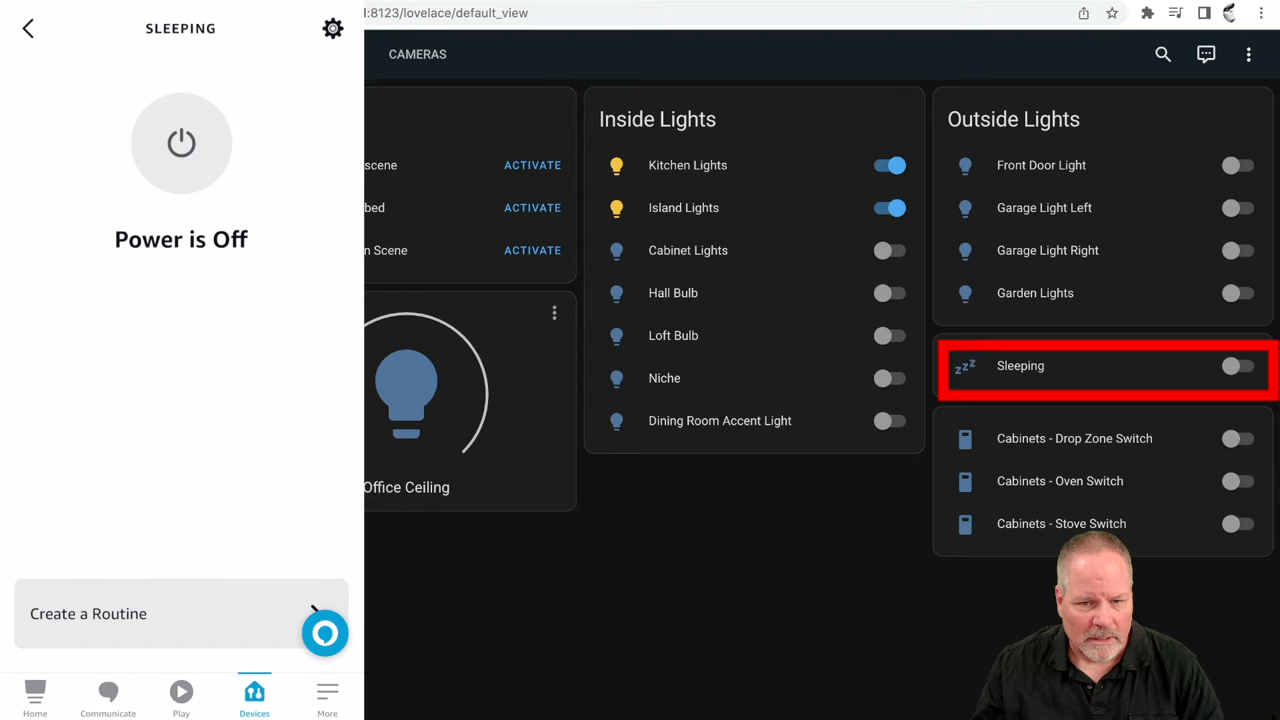 SLEEPING
Power is Off
Create a Routine
Home
Communicate
Play
Devices
More
:8123/lovelace/default_view
CAMERAS
scene
ACTIVATE
bed
ACTIVATE
n Scene
ACTIVATE
Office Ceiling
Inside Lights
Kitchen Lights
Island Lights
Cabinet Lights
Hall Bulb
Loft Bulb
Niche
Dining Room Accent Light
Outside Lights
Front Door Light
Garage Light Left
Garage Light Right
Garden Lights
zzz
Sleeping
Cabinets - Drop Zone Switch
Cabinets - Oven Switch
Cabinets - Stove Switch